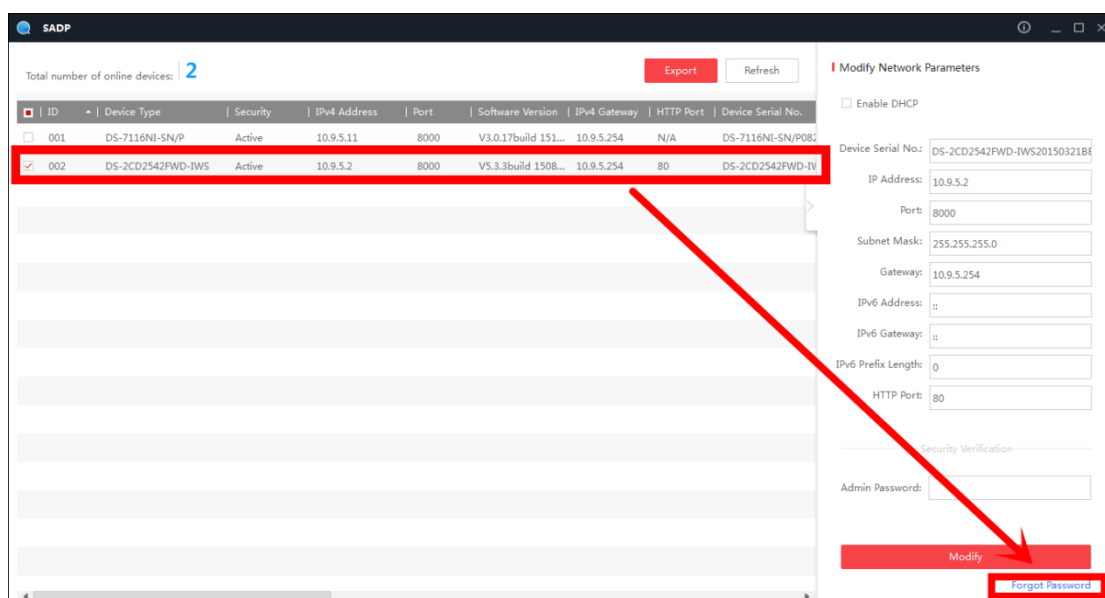 SADP
Total number of online devices: 2
Export
Refresh
ID
Device Type
Security
IPv4 Address
Port
Software Version
IPv4 Gateway
HTTP Port
Device Serial No.
001 DS-7116NI-SN/P Active 10.9.5.11 8000 V3.0.17build 151... 10.9.5.254 N/A DS-7116NI-SN/P082
002 DS-2CD2542FWD-IWS Active 10.9.5.2 8000 V5.3.3build 1508... 10.9.5.254 80 DS-2CD2542FWD-IV
Modify Network Parameters
Enable DHCP
Device Serial No.: DS-2CD2542FWD-IWS20150321BE
IP Address: 10.9.5.2
Port: 8000
Subnet Mask: 255.255.255.0
Gateway: 10.9.5.254
IPv6 Address: ::
IPv6 Gateway: ::
IPv6 Prefix Length: 0
HTTP Port: 80
Security Verification
Admin Password:
Modify
Forgot Password